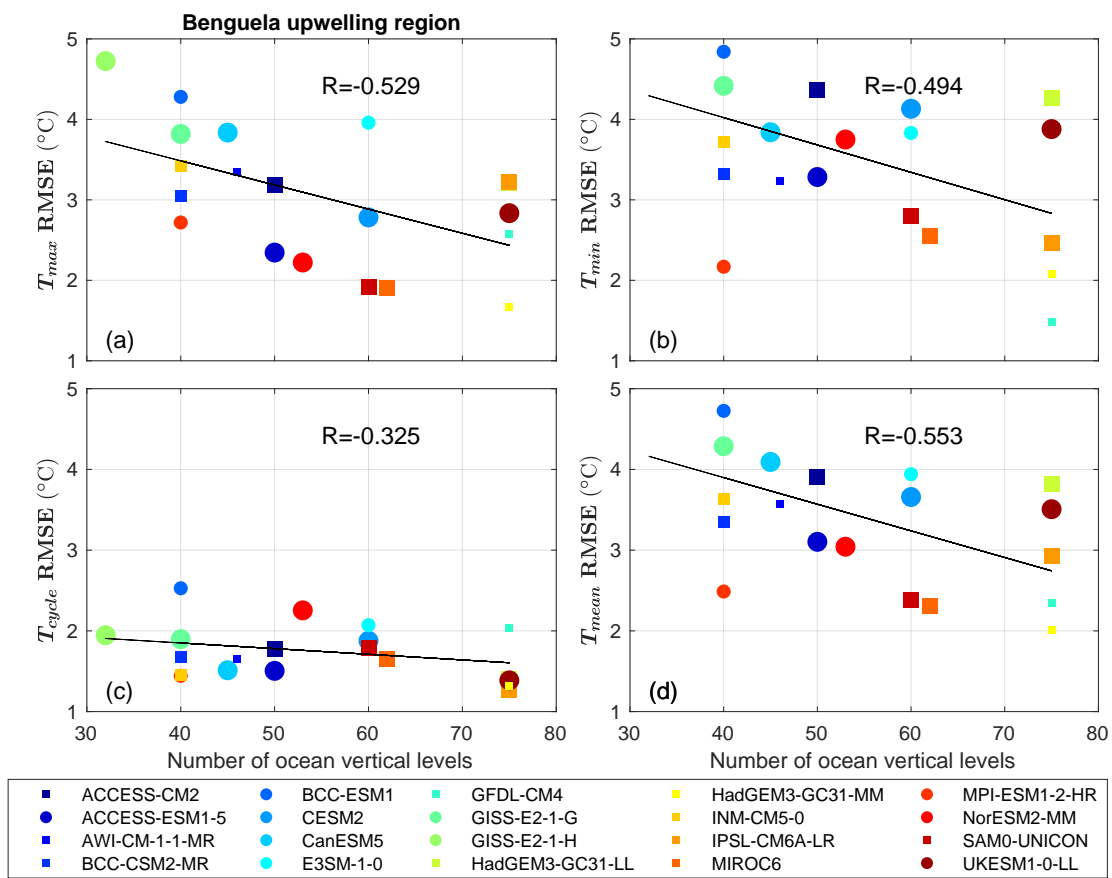 Benguela upwelling region
5
4
3
2
1
T_max RMSE (°C)
R=-0.529
(a)
5
4
3
2
1
T_min RMSE (°C)
R=-0.494
(b)
5
4
3
2
1
T_cycle RMSE (°C)
R=-0.325
(c)
30 40 50 60 70 80
Number of ocean vertical levels
5
4
3
2
1
T_mean RMSE (°C)
R=-0.553
(d)
30 40 50 60 70 80
Number of ocean vertical levels
ACCESS-CM2 BCC-ESM1 GFDL-CM4 HadGEM3-GC31-MM MPI-ESM1-2-HR
ACCESS-ESM1-5 CESM2 GISS-E2-1-G INM-CM5-0 NorESM2-MM
AWI-CM-1-1-MR CanESM5 GISS-E2-1-H IPSL-CM6A-LR SAM0-UNICON
BCC-CSM2-MR E3SM-1-0 HadGEM3-GC31-LL MIROC6 UKESM1-0-LL